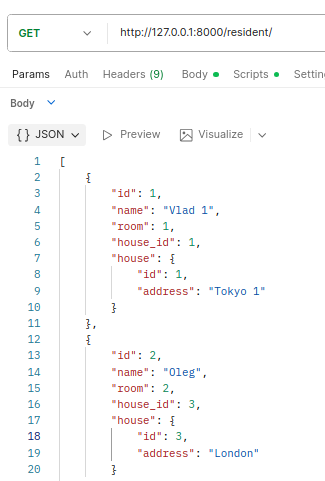 GET http://127.0.0.1:8000/resident/
Params Auth Headers (9) Body Scripts Settin
Body
{ } JSON Preview Visualize
1 [
2 {
3 "id": 1,
4 "name": "Vlad 1",
5 "room": 1,
6 "house_id": 1,
7 "house": {
8 "id": 1,
9 "address": "Tokyo 1"
10 }
11 },
12 {
13 "id": 2,
14 "name": "Oleg",
15 "room": 2,
16 "house_id": 3,
17 "house": {
18 "id": 3,
19 "address": "London"
20 }